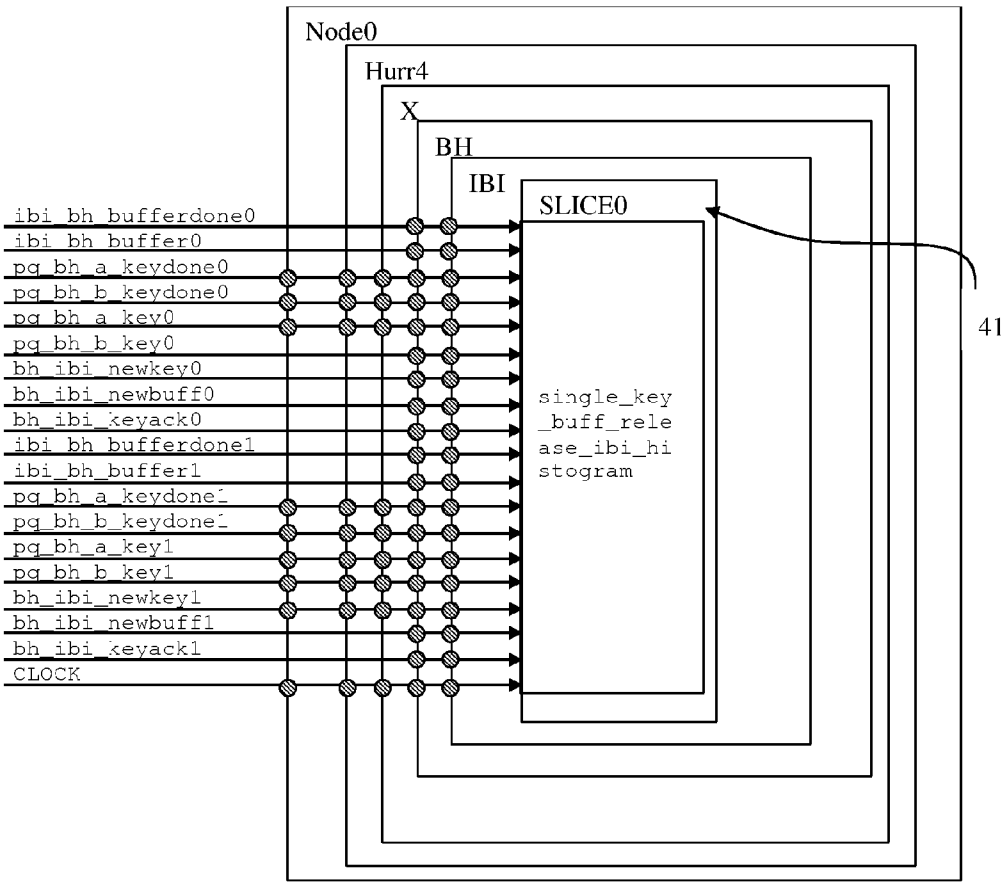 Node0
Hurr4
X
BH
IBI
SLICE0
ibi_bh_bufferdone0
ibi_bh_buffer0
pq_bh_a_keydone0
pq_bh_b_keydone0
pq_bh_a_key0
pq_bh_b_key0
bh_ibi_newkey0
bh_ibi_newbuff0
bh_ibi_keyack0
ibi_bh_bufferdone1
ibi_bh_buffer1
pq_bh_a_keydone1
pq_bh_b_keydone1
pq_bh_a_key1
pq_bh_b_key1
bh_ibi_newkey1
bh_ibi_newbuff1
bh_ibi_keyack1
CLOCK
single_key
_buff_rele
ase_ibi_hi
stogram
41